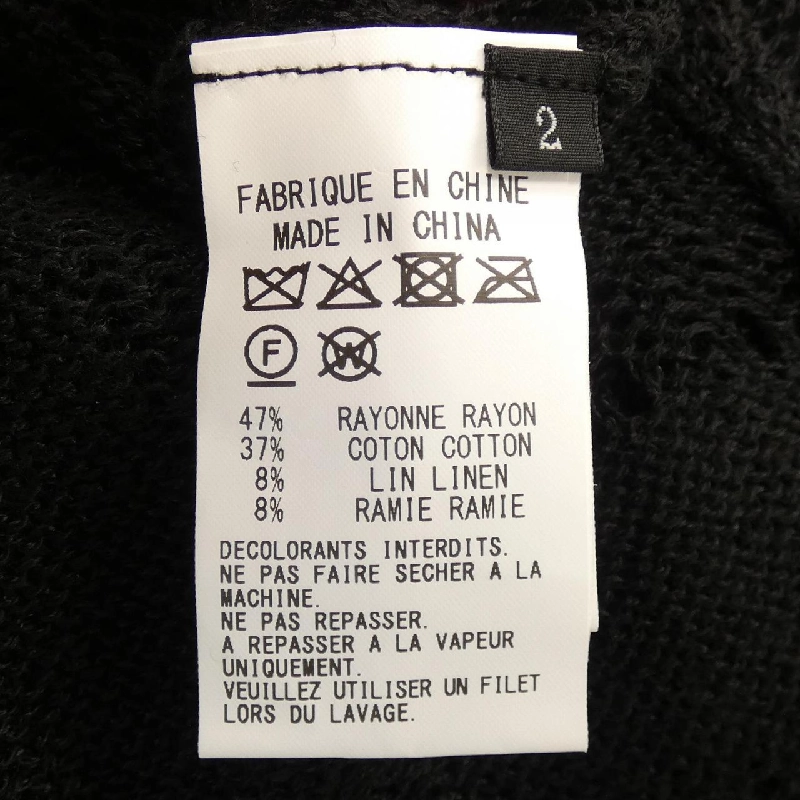 2
FABRIQUE EN CHINE
MADE IN CHINA
F
W
47% RAYONNE RAYON
37% COTON COTTON
8% LIN LINEN
8% RAMIE RAMIE
DECOLORANTS INTERDITS.
NE PAS FAIRE SECHER A LA
MACHINE.
NE PAS REPASSER.
A REPASSER A LA VAPEUR
UNIQUEMENT.
VEUILLEZ UTILISER UN FILET
LORS DU LAVAGE.